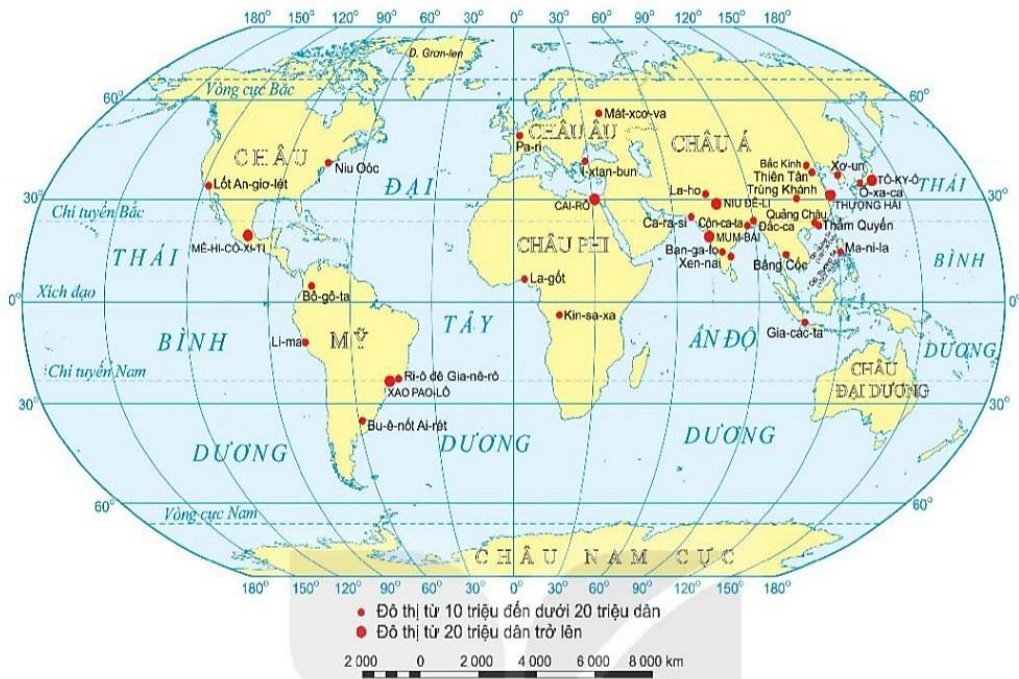 180° 150° 120° 90° 60° 30° 0° 30° 60° 90° 120° 150° 180°
D. Grơn-len
Vòng cực Bắc
60°
60°
Mát-xcơ-va
CHÂU ÂU
Pa-ri
CHÂU Á
CHÂU
Niu Oóc
I-xtan-bun
Bắc Kinh
Thiên Tân
Xơ-un
TÔ-KY-Ô
Lốt An-giơ-lét
ĐẠI
La-ho
Trùng Khánh
Ô-xa-ca
THÁI
30°
30°
CAI-RÔ
NIU ĐÊ-LI
THƯỢNG HẢI
Chí tuyến Bắc
Ca-ra-si
Côn-ca-ta
Quảng Châu
Đắc-ca
Thẩm Quyến
MÊ-HI-CÔ-XI-TI
CHÂU PHI
MUM-BAI
Ban-ga-lo
Xen-nai
Băng Cốc
Ma-ni-la
THÁI
BÌNH
La-gốt
Xích đạo
Bô-gô-ta
0°
0°
Kin-sa-xa
TÂY
Gia-các-ta
BÌNH
Li-ma
MỸ
ẤN ĐỘ
DƯƠNG
CHÂU
ĐẠI DƯƠNG
Chí tuyến Nam
Ri-ô đê Gia-nê-rô
XAO PAO-LÔ
30°
30°
Bu-ê-nốt Ai-rét
DƯƠNG
DƯƠNG
DƯƠNG
60°
60°
Vòng cực Nam
CHÂU NAM CỰC
180° 150° 120° 90° 60° 30° 0° 30° 60° 90° 120° 150° 180°
Đô thị từ 10 triệu đến dưới 20 triệu dân
Đô thị từ 20 triệu dân trở lên
2 000 0 2 000 4 000 6 000 8 000 km